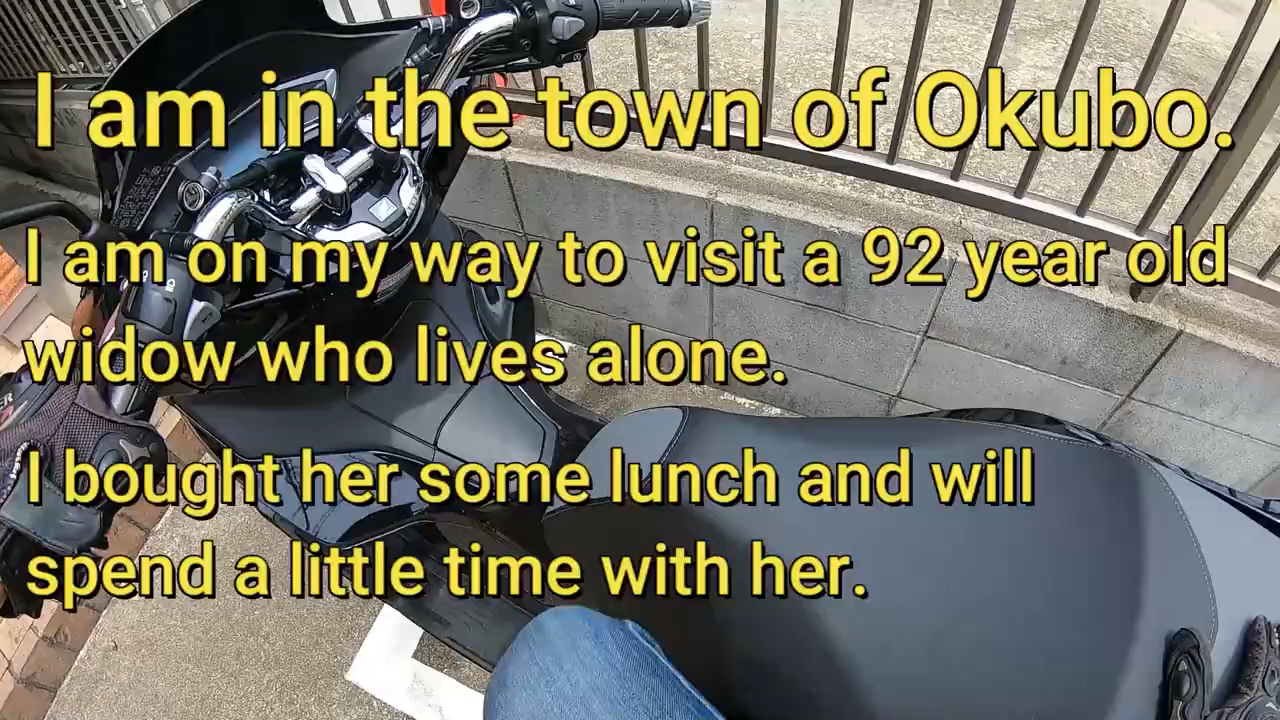 I am in the town of Okubo.
I am on my way to visit a 92 year old
widow who lives alone.
I bought her some lunch and will
spend a little time with her.